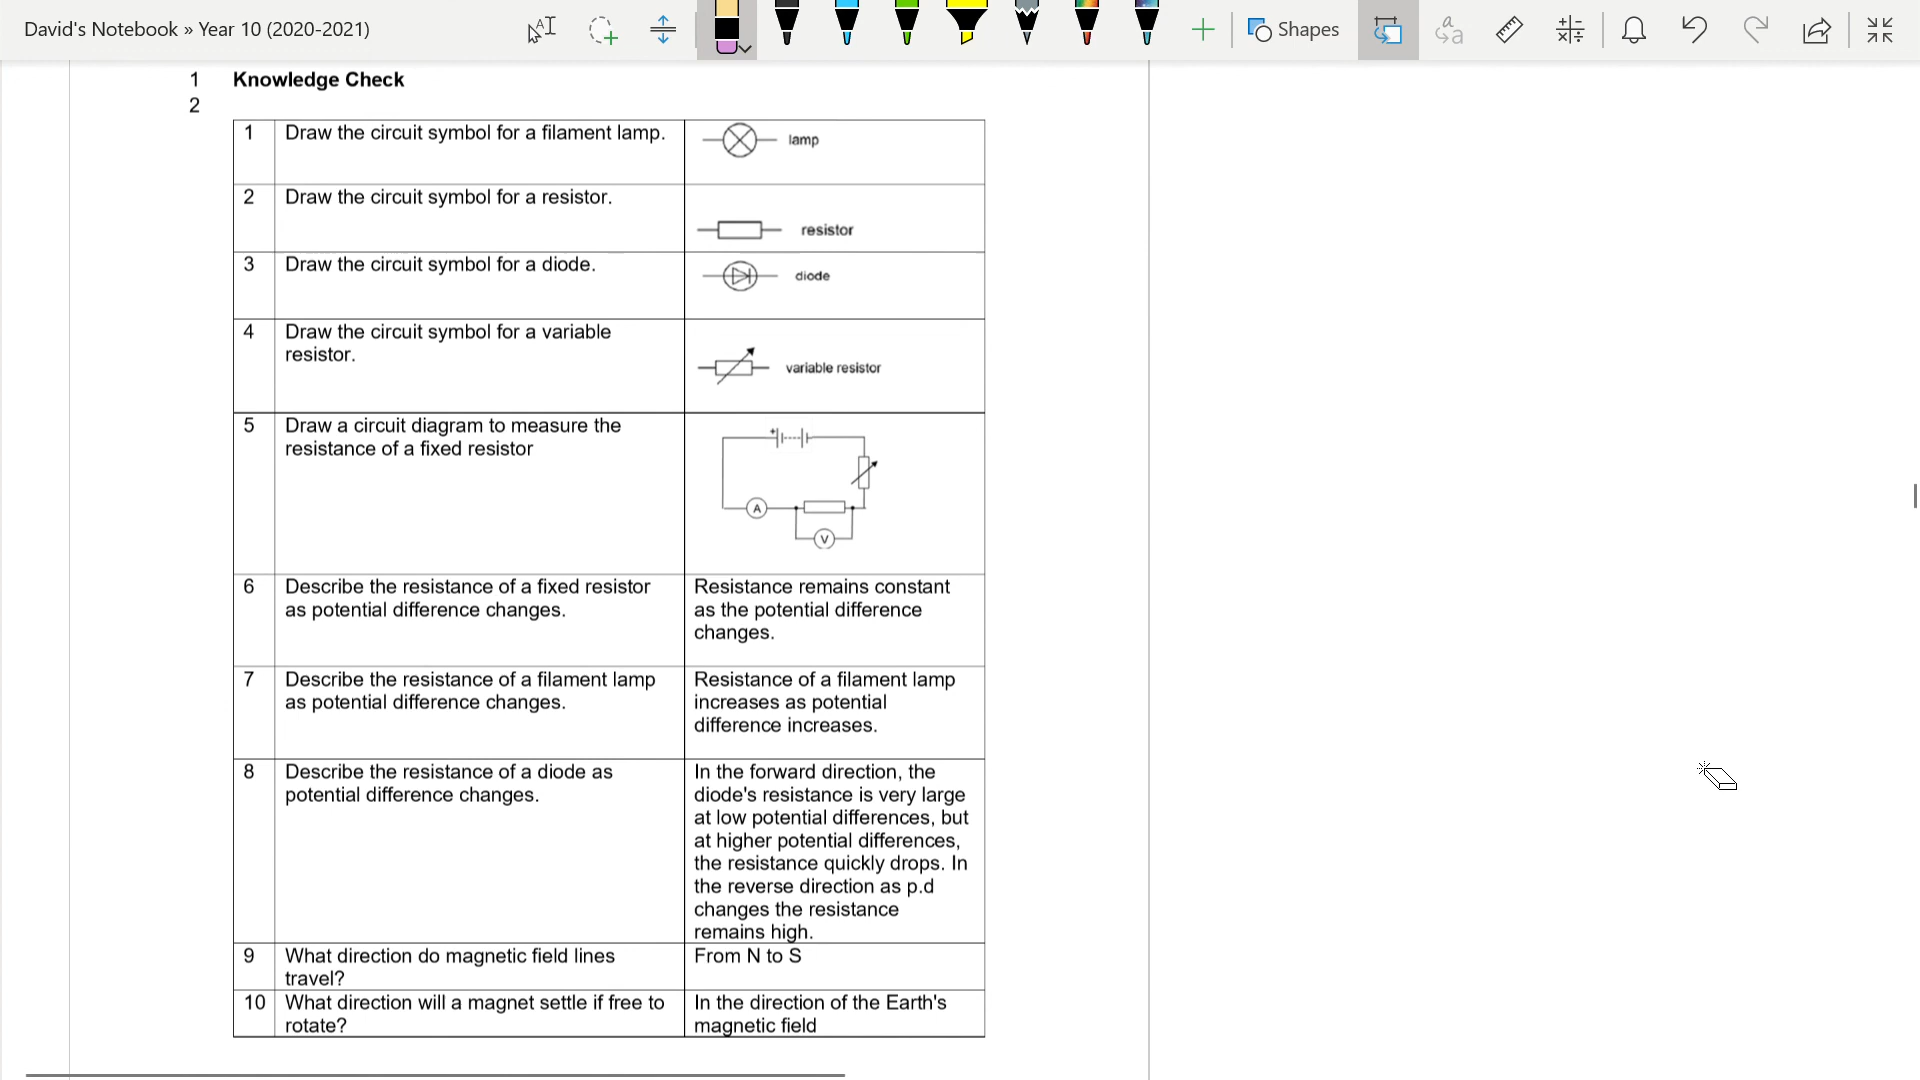 David's Notebook » Year 10 (2020-2021)
Shapes
1 Knowledge Check
2
1 Draw the circuit symbol for a filament lamp. lamp
2 Draw the circuit symbol for a resistor. resistor
3 Draw the circuit symbol for a diode. diode
4 Draw the circuit symbol for a variable
resistor.
variable resistor
5 Draw a circuit diagram to measure the
resistance of a fixed resistor
+
A
V
6 Describe the resistance of a fixed resistor
as potential difference changes.
Resistance remains constant
as the potential difference
changes.
7 Describe the resistance of a filament lamp
as potential difference changes.
Resistance of a filament lamp
increases as potential
difference increases.
8 Describe the resistance of a diode as
potential difference changes.
In the forward direction, the
diode's resistance is very large
at low potential differences, but
at higher potential differences,
the resistance quickly drops. In
the reverse direction as p.d
changes the resistance
remains high.
9 What direction do magnetic field lines
travel?
From N to S
10 What direction will a magnet settle if free to
rotate?
In the direction of the Earth's
magnetic field